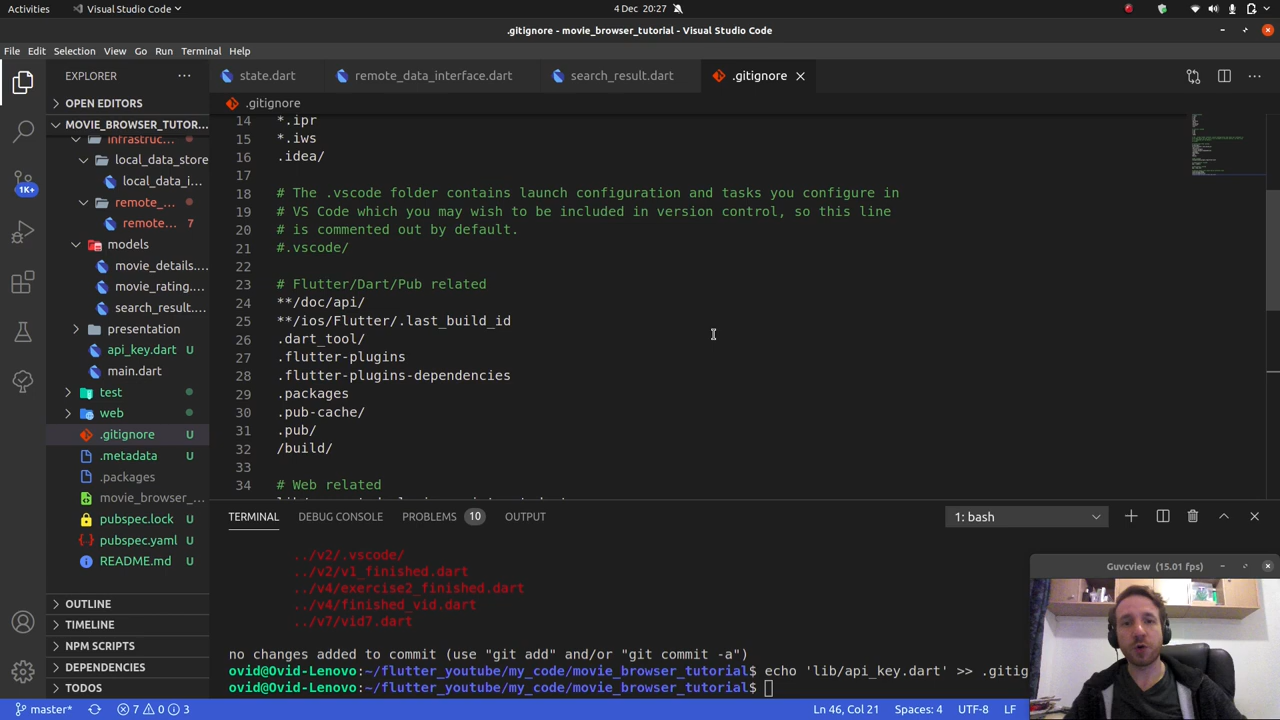 Activities
Visual Studio Code
4 Dec 20:27
.gitignore - movie_browser_tutorial - Visual Studio Code
File Edit Selection View Go Run Terminal Help
EXPLORER
state.dart
remote_data_interface.dart
search_result.dart
.gitignore
OPEN EDITORS
.gitignore
MOVIE_BROWSER_TUTOR...
infrastruc...
local_data_store
local_data_i...
remote_...
remote... 7
models
movie_details....
movie_rating....
search_result....
presentation
api_key.dart U
main.dart
test
web
.gitignore U
.metadata U
.packages
movie_browser_...
pubspec.lock U
pubspec.yaml U
README.md U
OUTLINE
TIMELINE
NPM SCRIPTS
DEPENDENCIES
TODOS
1K+
14 *.ipr
15 *.iws
16 .idea/
17
18 # The .vscode folder contains launch configuration and tasks you configure in
19 # VS Code which you may wish to be included in version control, so this line
20 # is commented out by default.
21 #.vscode/
22
23 # Flutter/Dart/Pub related
24 **/doc/api/
25 **/ios/Flutter/.last_build_id
26 .dart_tool/
27 .flutter-plugins
28 .flutter-plugins-dependencies
29 .packages
30 .pub-cache/
31 .pub/
32 /build/
33
34 # Web related
TERMINAL DEBUG CONSOLE PROBLEMS 10 OUTPUT
1: bash
../v2/.vscode/
../v2/v1_finished.dart
../v4/exercise2_finished.dart
../v4/finished_vid.dart
../v7/vid7.dart
no changes added to commit (use "git add" and/or "git commit -a")
ovid@Ovid-Lenovo:~/flutter_youtube/my_code/movie_browser_tutorial$ echo 'lib/api_key.dart' >> .gitig
ovid@Ovid-Lenovo:~/flutter_youtube/my_code/movie_browser_tutorial$
Guvcview (15.01 fps)
master* 7 0 3
Ln 46, Col 21 Spaces: 4 UTF-8 LF